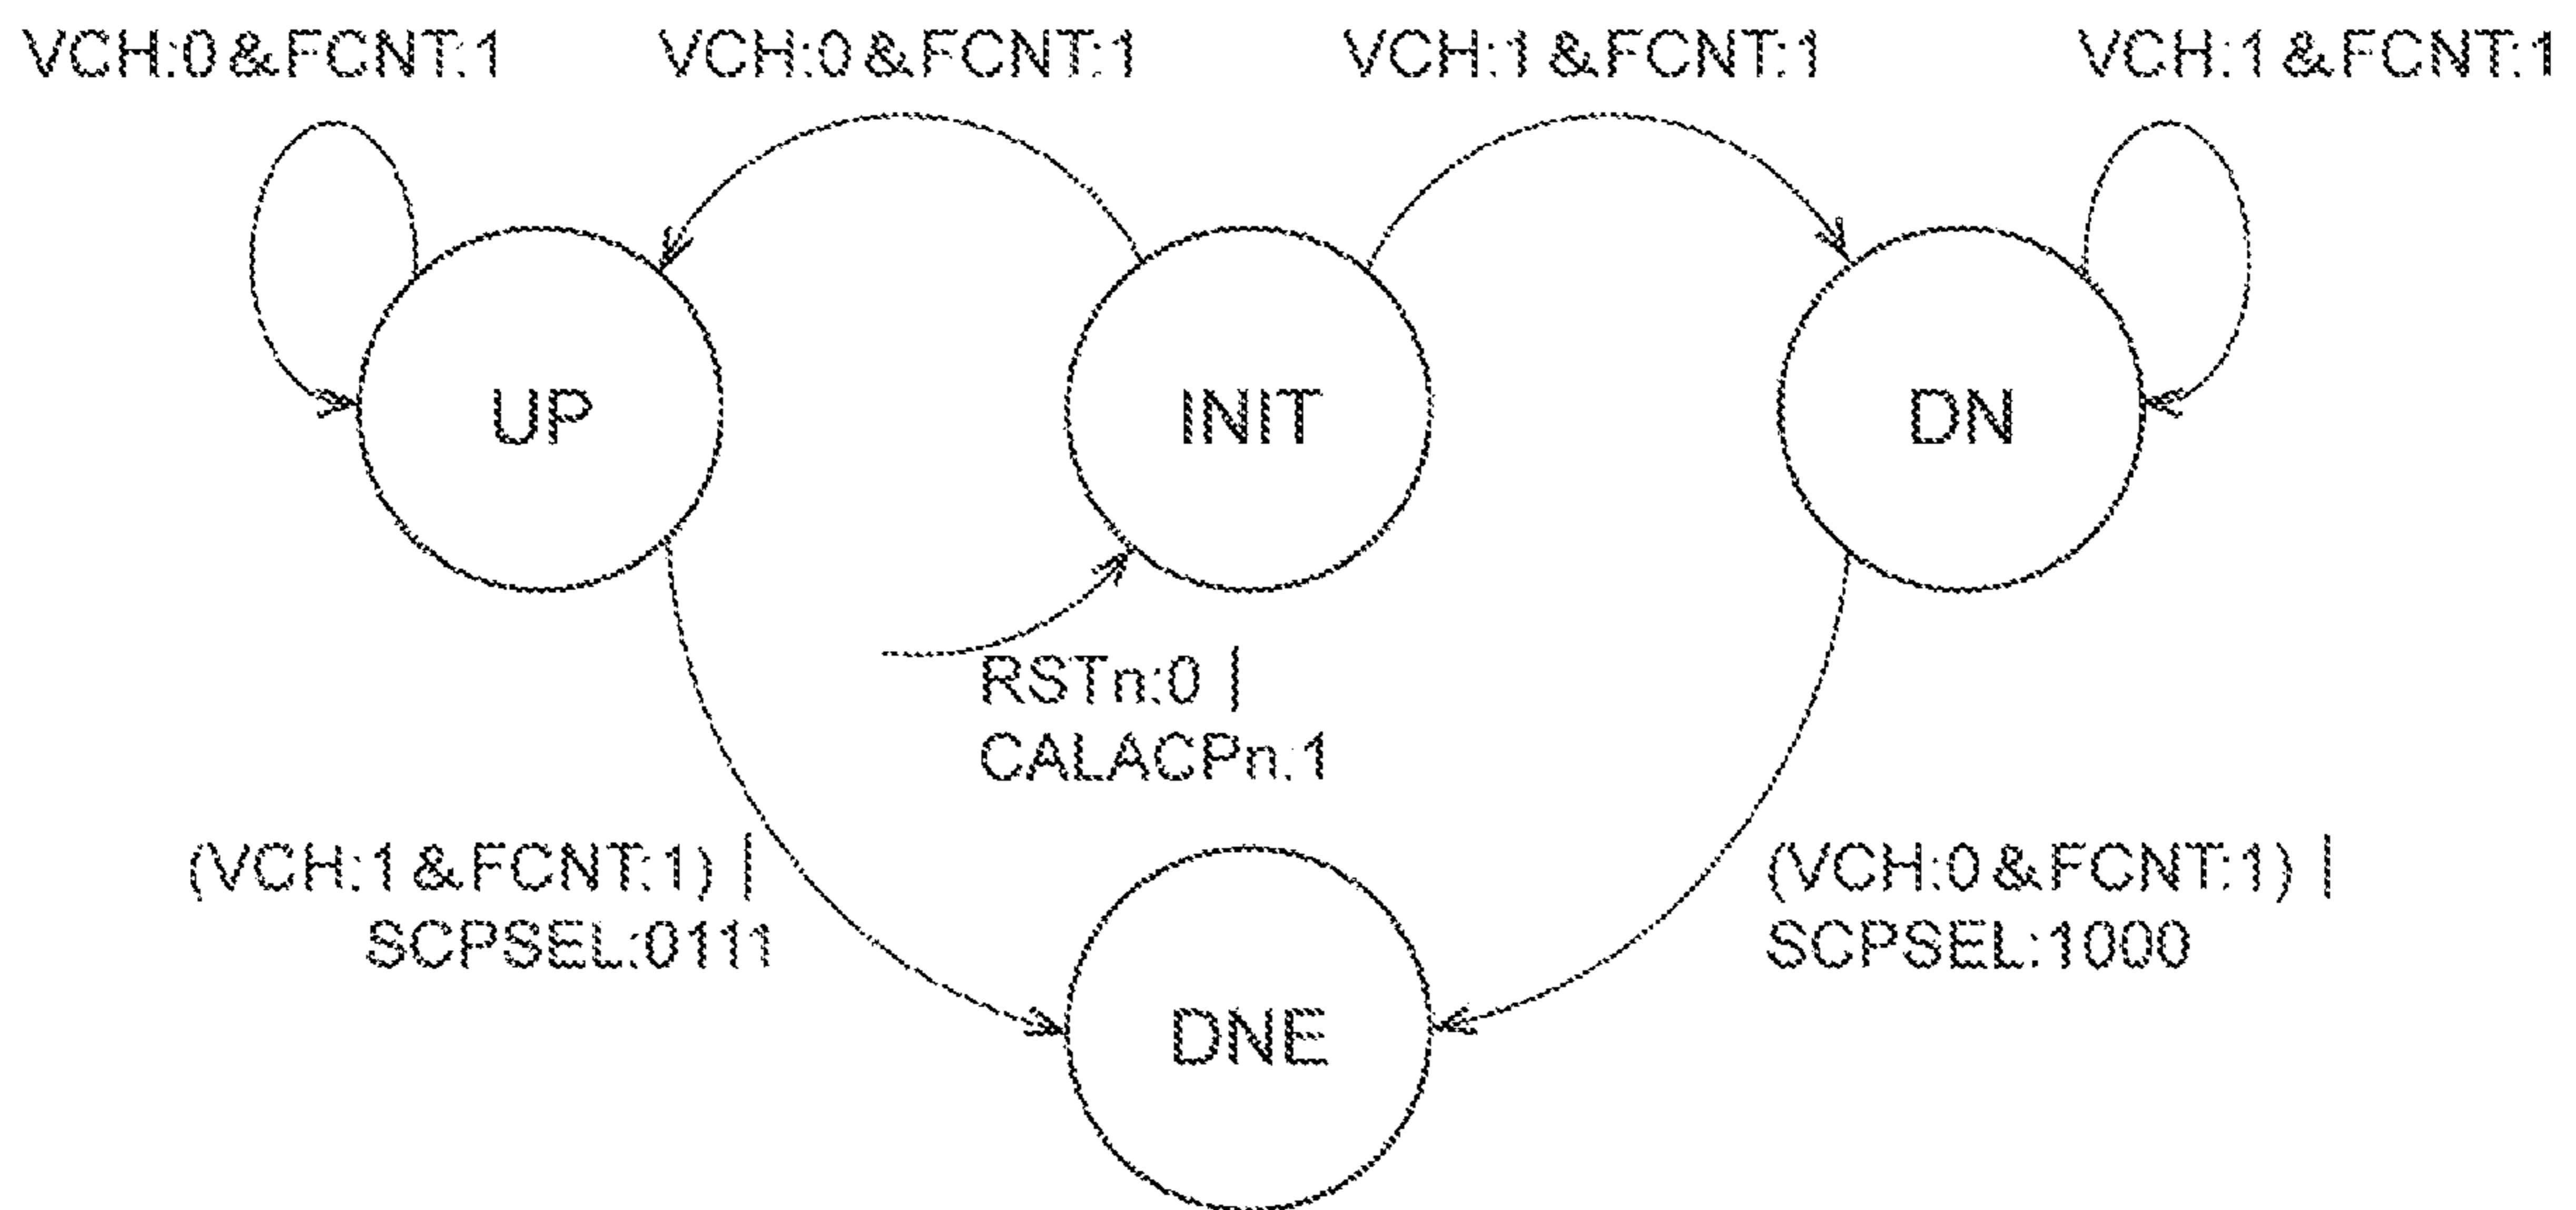 VCH:0&FCNT:1
VCH:0&FCNT:1
VCH:1&FCNT:1
VCH:1&FCNT:1
UP
INIT
DN
RSTn:0 |
CALACPn:1
(VCH:1&FCNT:1) |
SCPSEL:0111
(VCH:0&FCNT:1) |
SCPSEL:1000
DNE